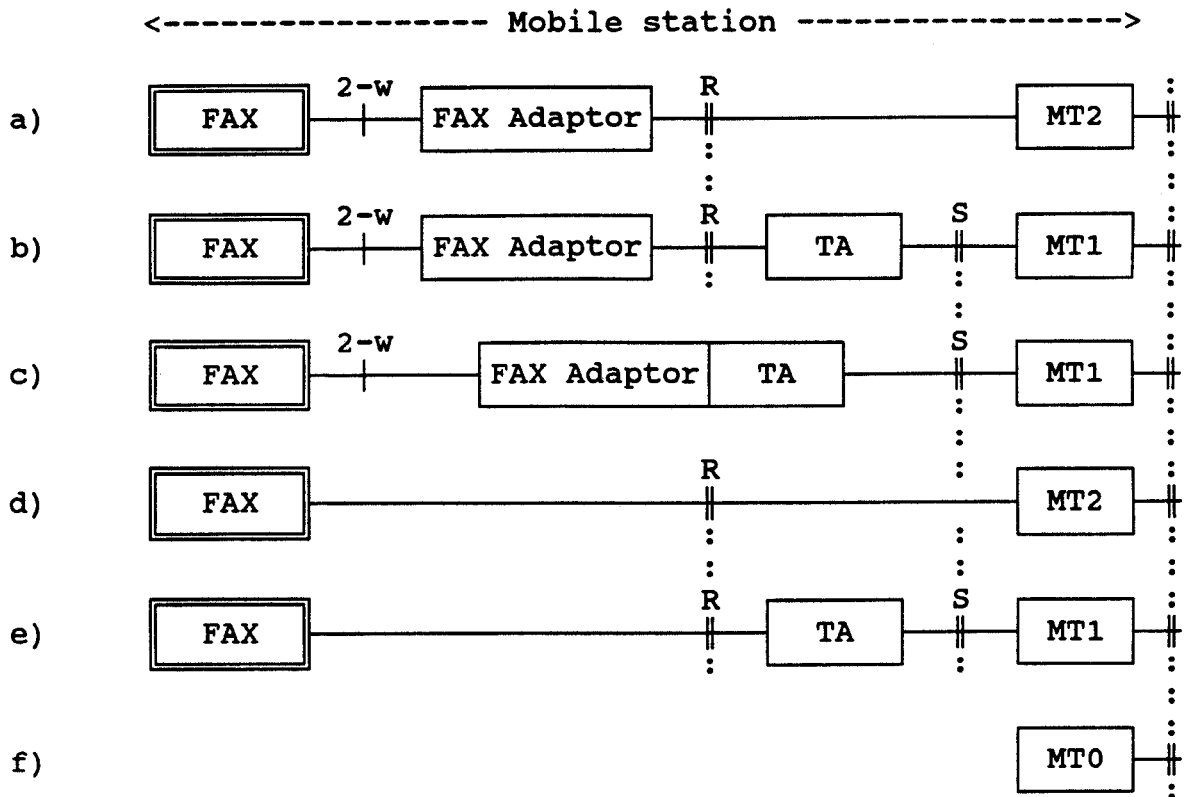 <------------------ Mobile station ----------------->
2-w R
a) FAX FAX Adaptor MT2
2-w R S
b) FAX FAX Adaptor TA MT1
2-w S
c) FAX FAX Adaptor TA MT1
R
d) FAX MT2
R S
e) FAX TA MT1
f) MT0